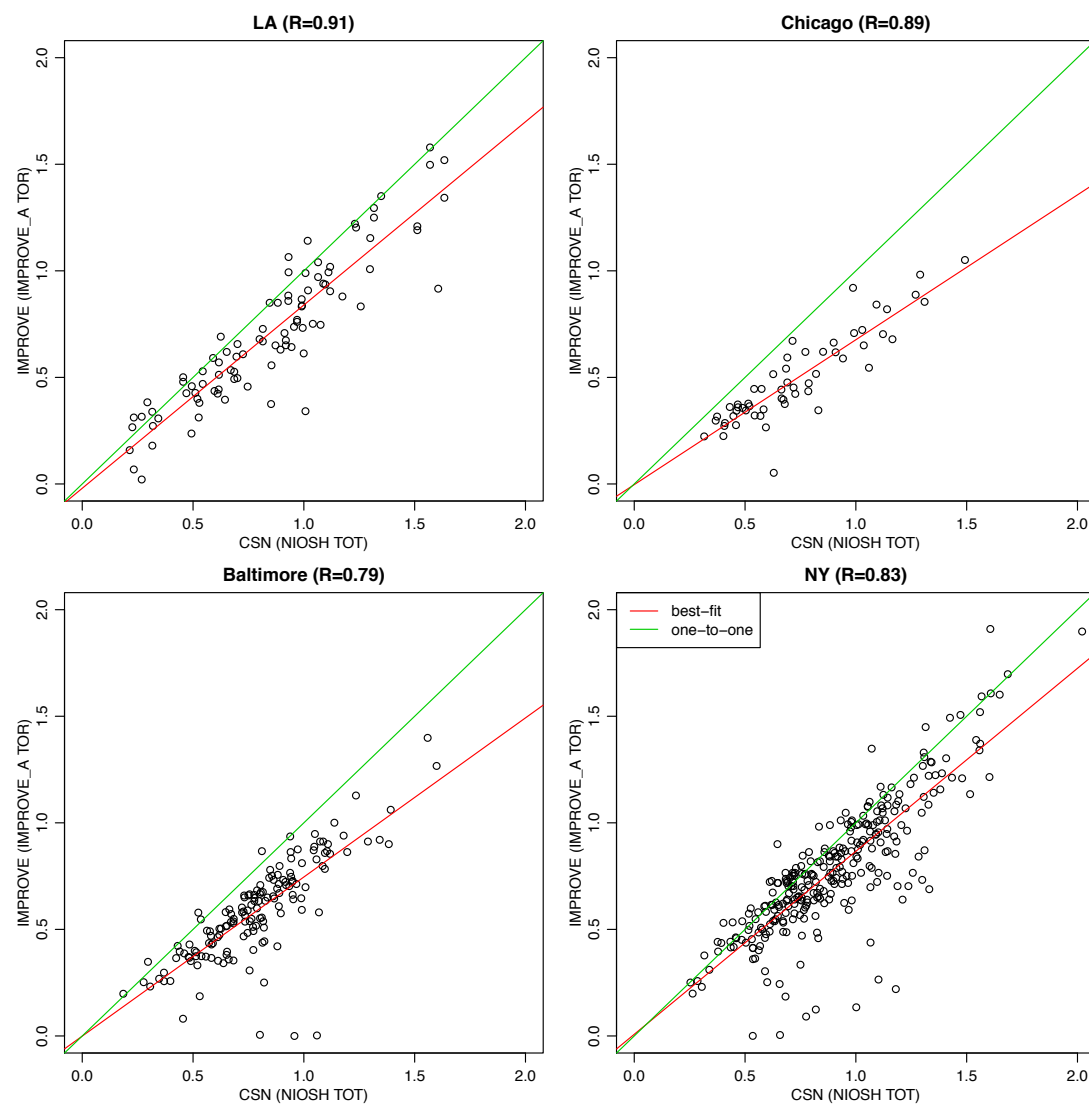 LA (R=0.91)
IMPROVE (IMPROVE_A TOR)
0.0 0.5 1.0 1.5 2.0
0.0 0.5 1.0 1.5 2.0
CSN (NIOSH TOT)
Chicago (R=0.89)
IMPROVE (IMPROVE_A TOR)
0.0 0.5 1.0 1.5 2.0
0.0 0.5 1.0 1.5 2.0
CSN (NIOSH TOT)
Baltimore (R=0.79)
IMPROVE (IMPROVE_A TOR)
0.0 0.5 1.0 1.5 2.0
0.0 0.5 1.0 1.5 2.0
CSN (NIOSH TOT)
NY (R=0.83)
best−fit
one−to−one
IMPROVE (IMPROVE_A TOR)
0.0 0.5 1.0 1.5 2.0
0.0 0.5 1.0 1.5 2.0
CSN (NIOSH TOT)